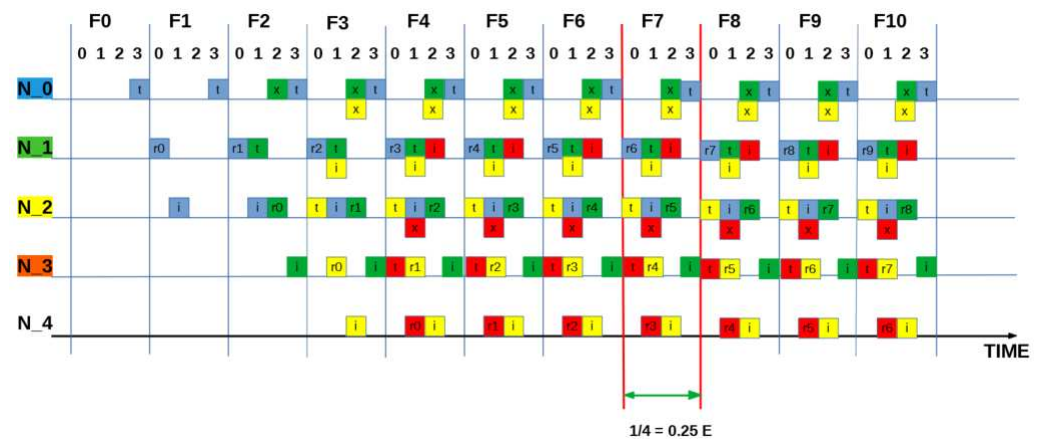 F0 F1 F2 F3 F4 F5 F6 F7 F8 F9 F10
0 1 2 3 0 1 2 3 0 1 2 3 0 1 2 3 0 1 2 3 0 1 2 3 0 1 2 3 0 1 2 3 0 1 2 3 0 1 2 3 0 1 2 3
N_0 t t x t x t x t x t x t x t x t x t x t
x x x x x x x x
N_1 r0 r1 t r2 t r3 t i r4 t i r5 t i r6 t i r7 t i r8 t i r9 t i
i i i i i i i i
N_2 i i r0 t i r1 t i r2 t i r3 t i r4 t i r5 t i r6 t i r7 t i r8
x x x x x x x
N_3 i r0 i t r1 i t r2 i t r3 i t r4 i t r5 i t r6 i t r7 i
N_4 i r0 i r1 i r2 i r3 i r4 i r5 i r6 i
TIME
1/4 = 0.25 E